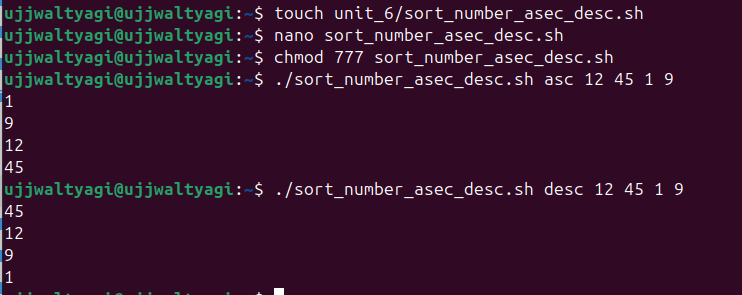 ujjwaltyagi@ujjwaltyagi:~$ touch unit_6/sort_number_asec_desc.sh
ujjwaltyagi@ujjwaltyagi:~$ nano sort_number_asec_desc.sh
ujjwaltyagi@ujjwaltyagi:~$ chmod 777 sort_number_asec_desc.sh
ujjwaltyagi@ujjwaltyagi:~$ ./sort_number_asec_desc.sh asc 12 45 1 9
1
9
12
45
ujjwaltyagi@ujjwaltyagi:~$ ./sort_number_asec_desc.sh desc 12 45 1 9
45
12
9
1
ujjwaltyagi@ujjwaltyagi:~$